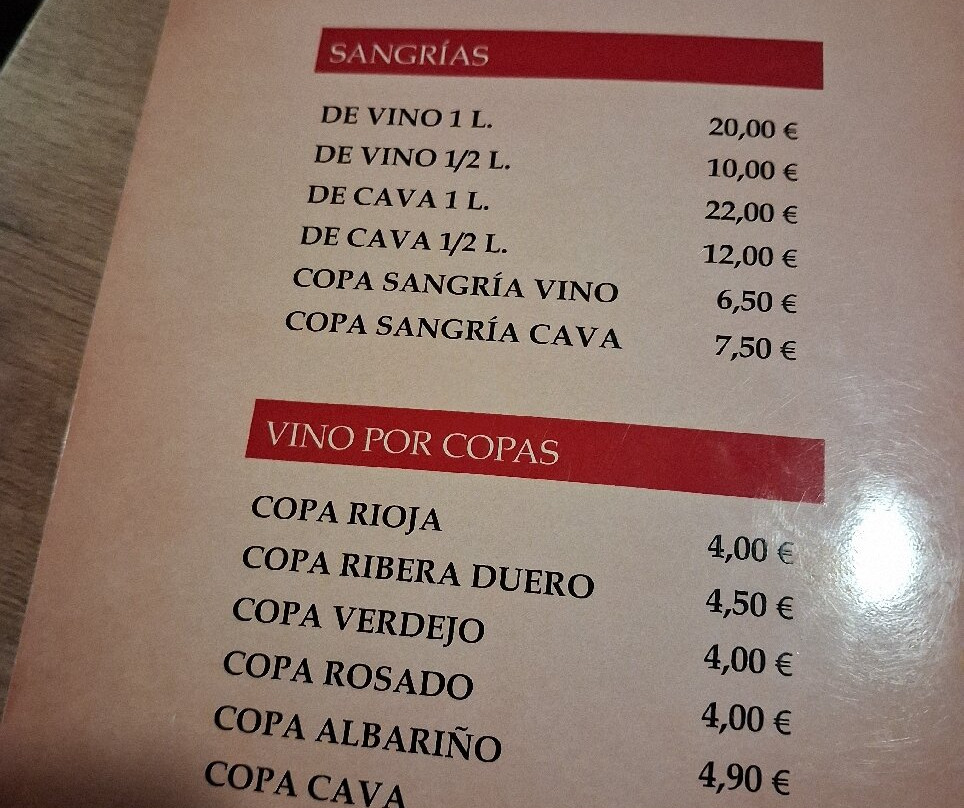 SANGRÍAS
DE VINO 1 L. 20,00 €
DE VINO 1/2 L. 10,00 €
DE CAVA 1 L. 22,00 €
DE CAVA 1/2 L. 12,00 €
COPA SANGRÍA VINO 6,50 €
COPA SANGRÍA CAVA 7,50 €
VINO POR COPAS
COPA RIOJA 4,00 €
COPA RIBERA DUERO 4,50 €
COPA VERDEJO 4,00 €
COPA ROSADO 4,00 €
COPA ALBARIÑO 4,90 €
COPA CAVA